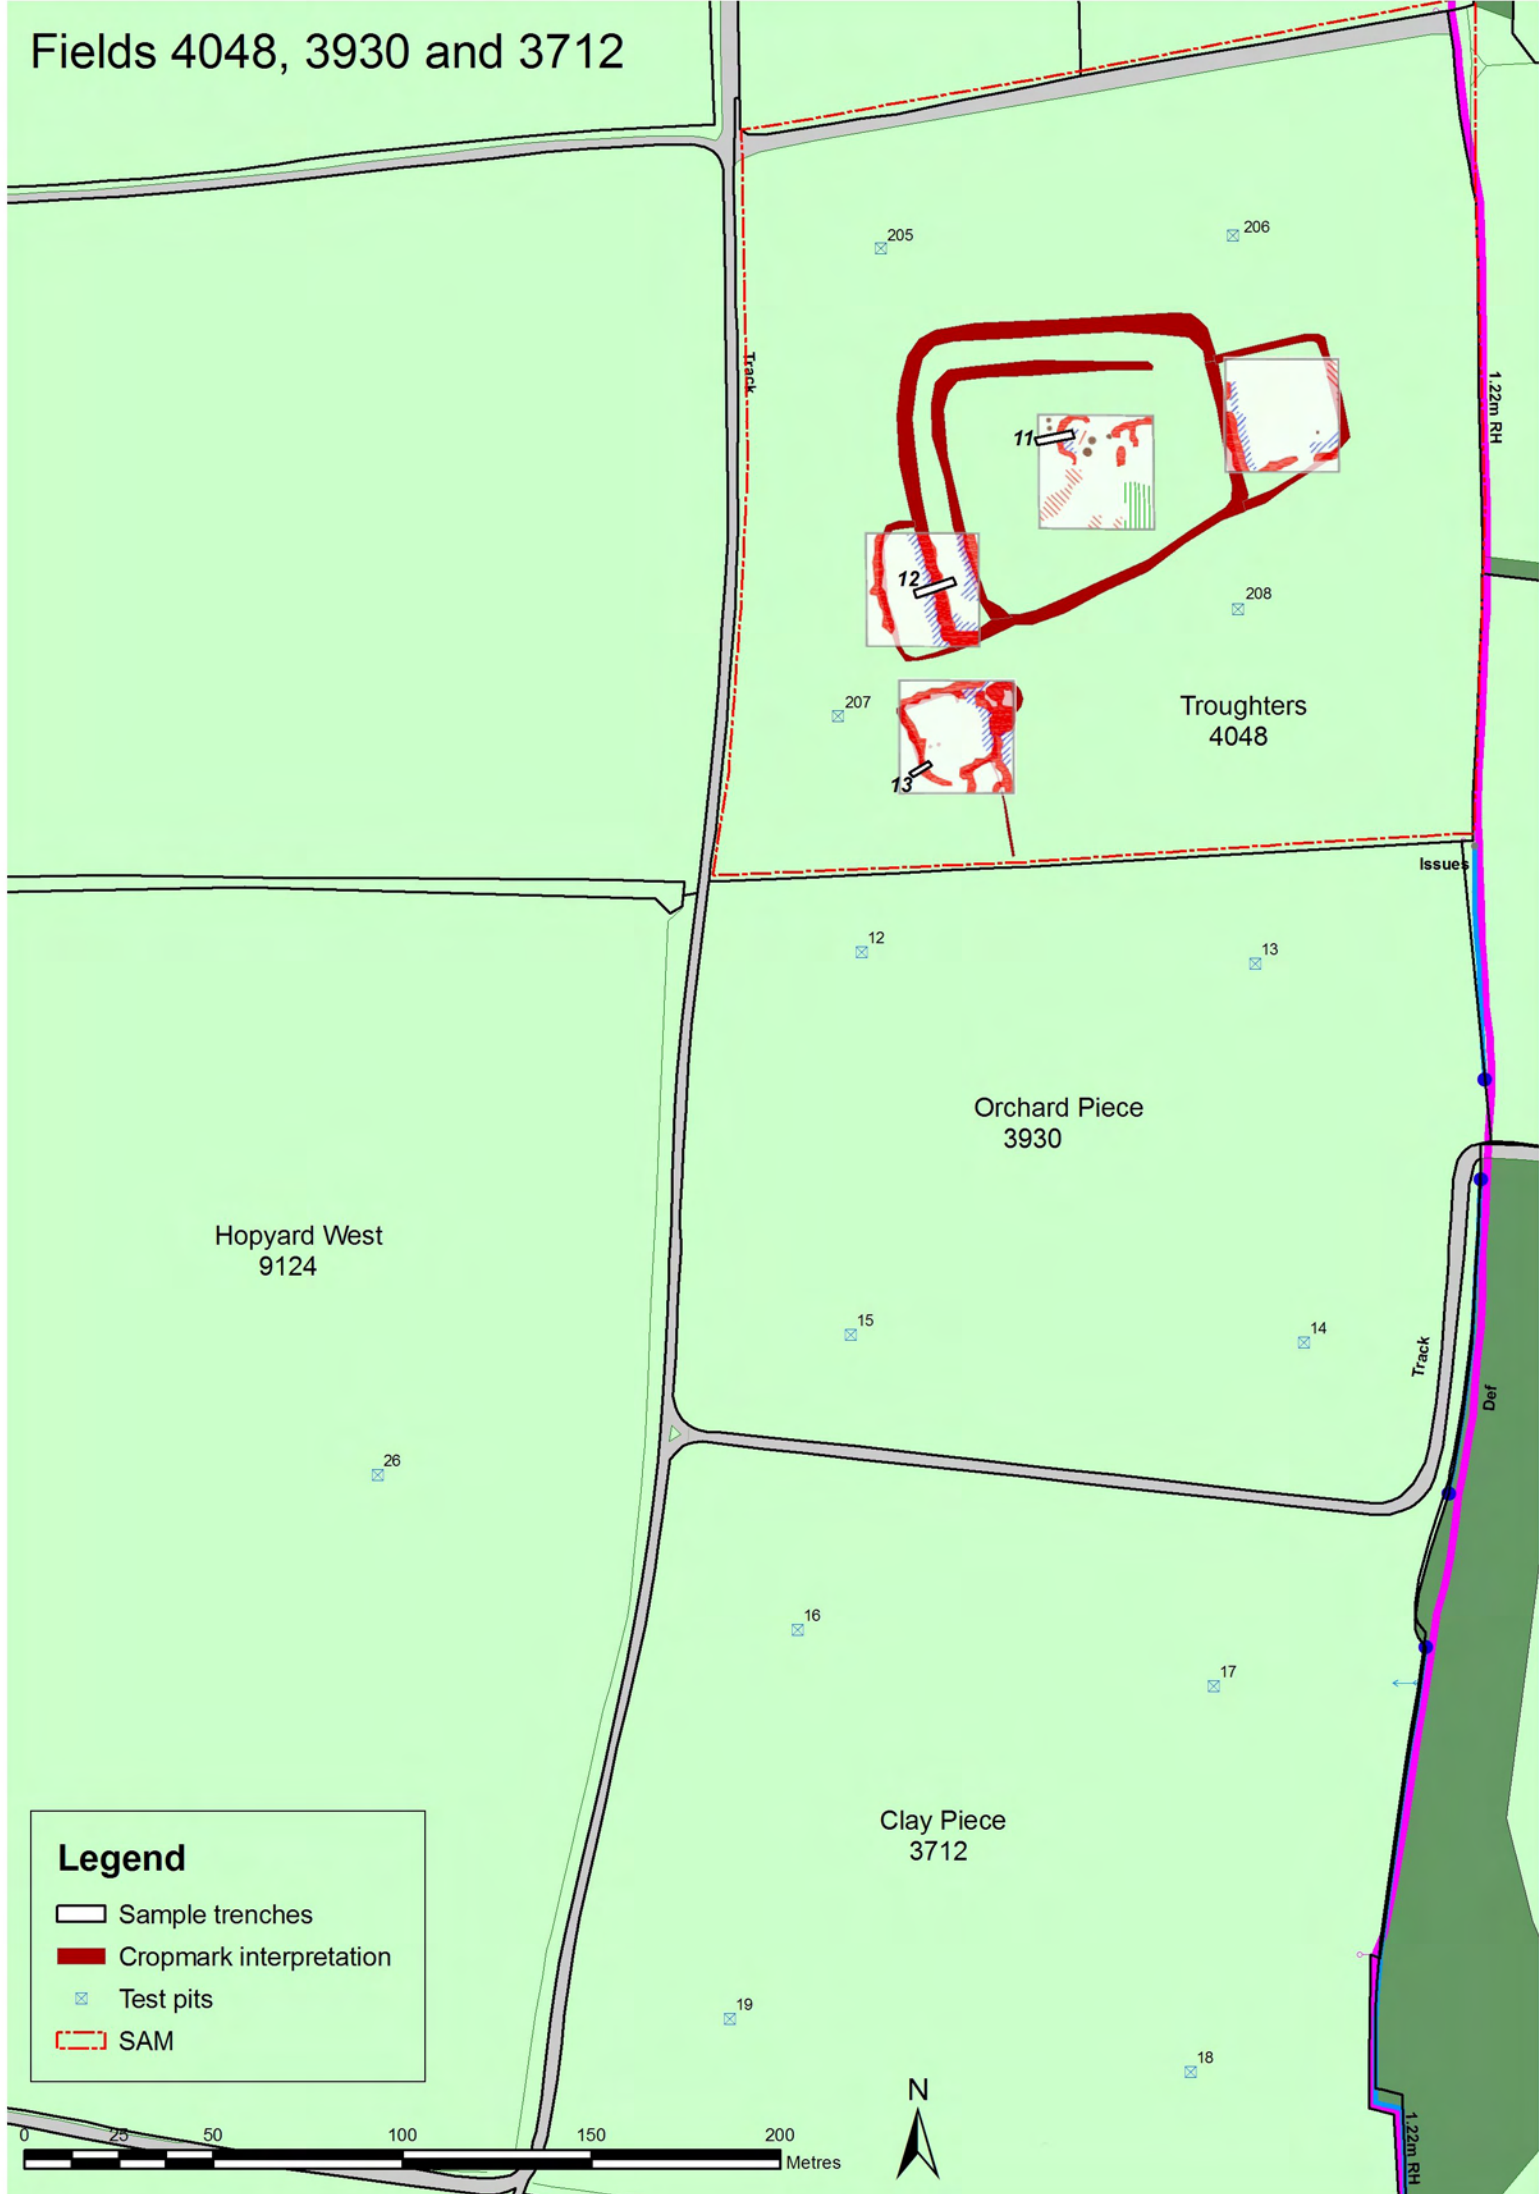 Fields 4048, 3930 and 3712
205
206
Track
1.22m RH
11
12
208
207
Troughters
4048
13
Issues
12
13
Orchard Piece
3930
Hopyard West
9124
15
14
Track
Def
26
16
17
Clay Piece
3712
Legend
Sample trenches
Cropmark interpretation
Test pits
SAM
19
18
N
1.22m RH
0 25 50 100 150 200
Metres